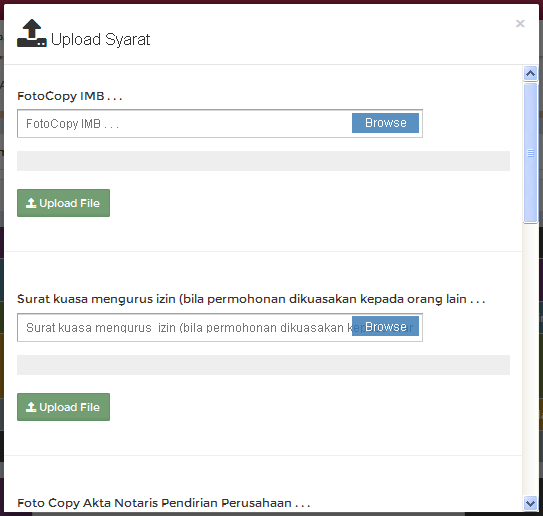 Upload Syarat
×
FotoCopy IMB . . .
FotoCopy IMB . . .
Browse
Upload File
Surat kuasa mengurus izin (bila permohonan dikuasakan kepada orang lain . . .
Surat kuasa mengurus izin (bila permohonan dikuasakan
Browse
Upload File
Foto Copy Akta Notaris Pendirian Perusahaan . . .